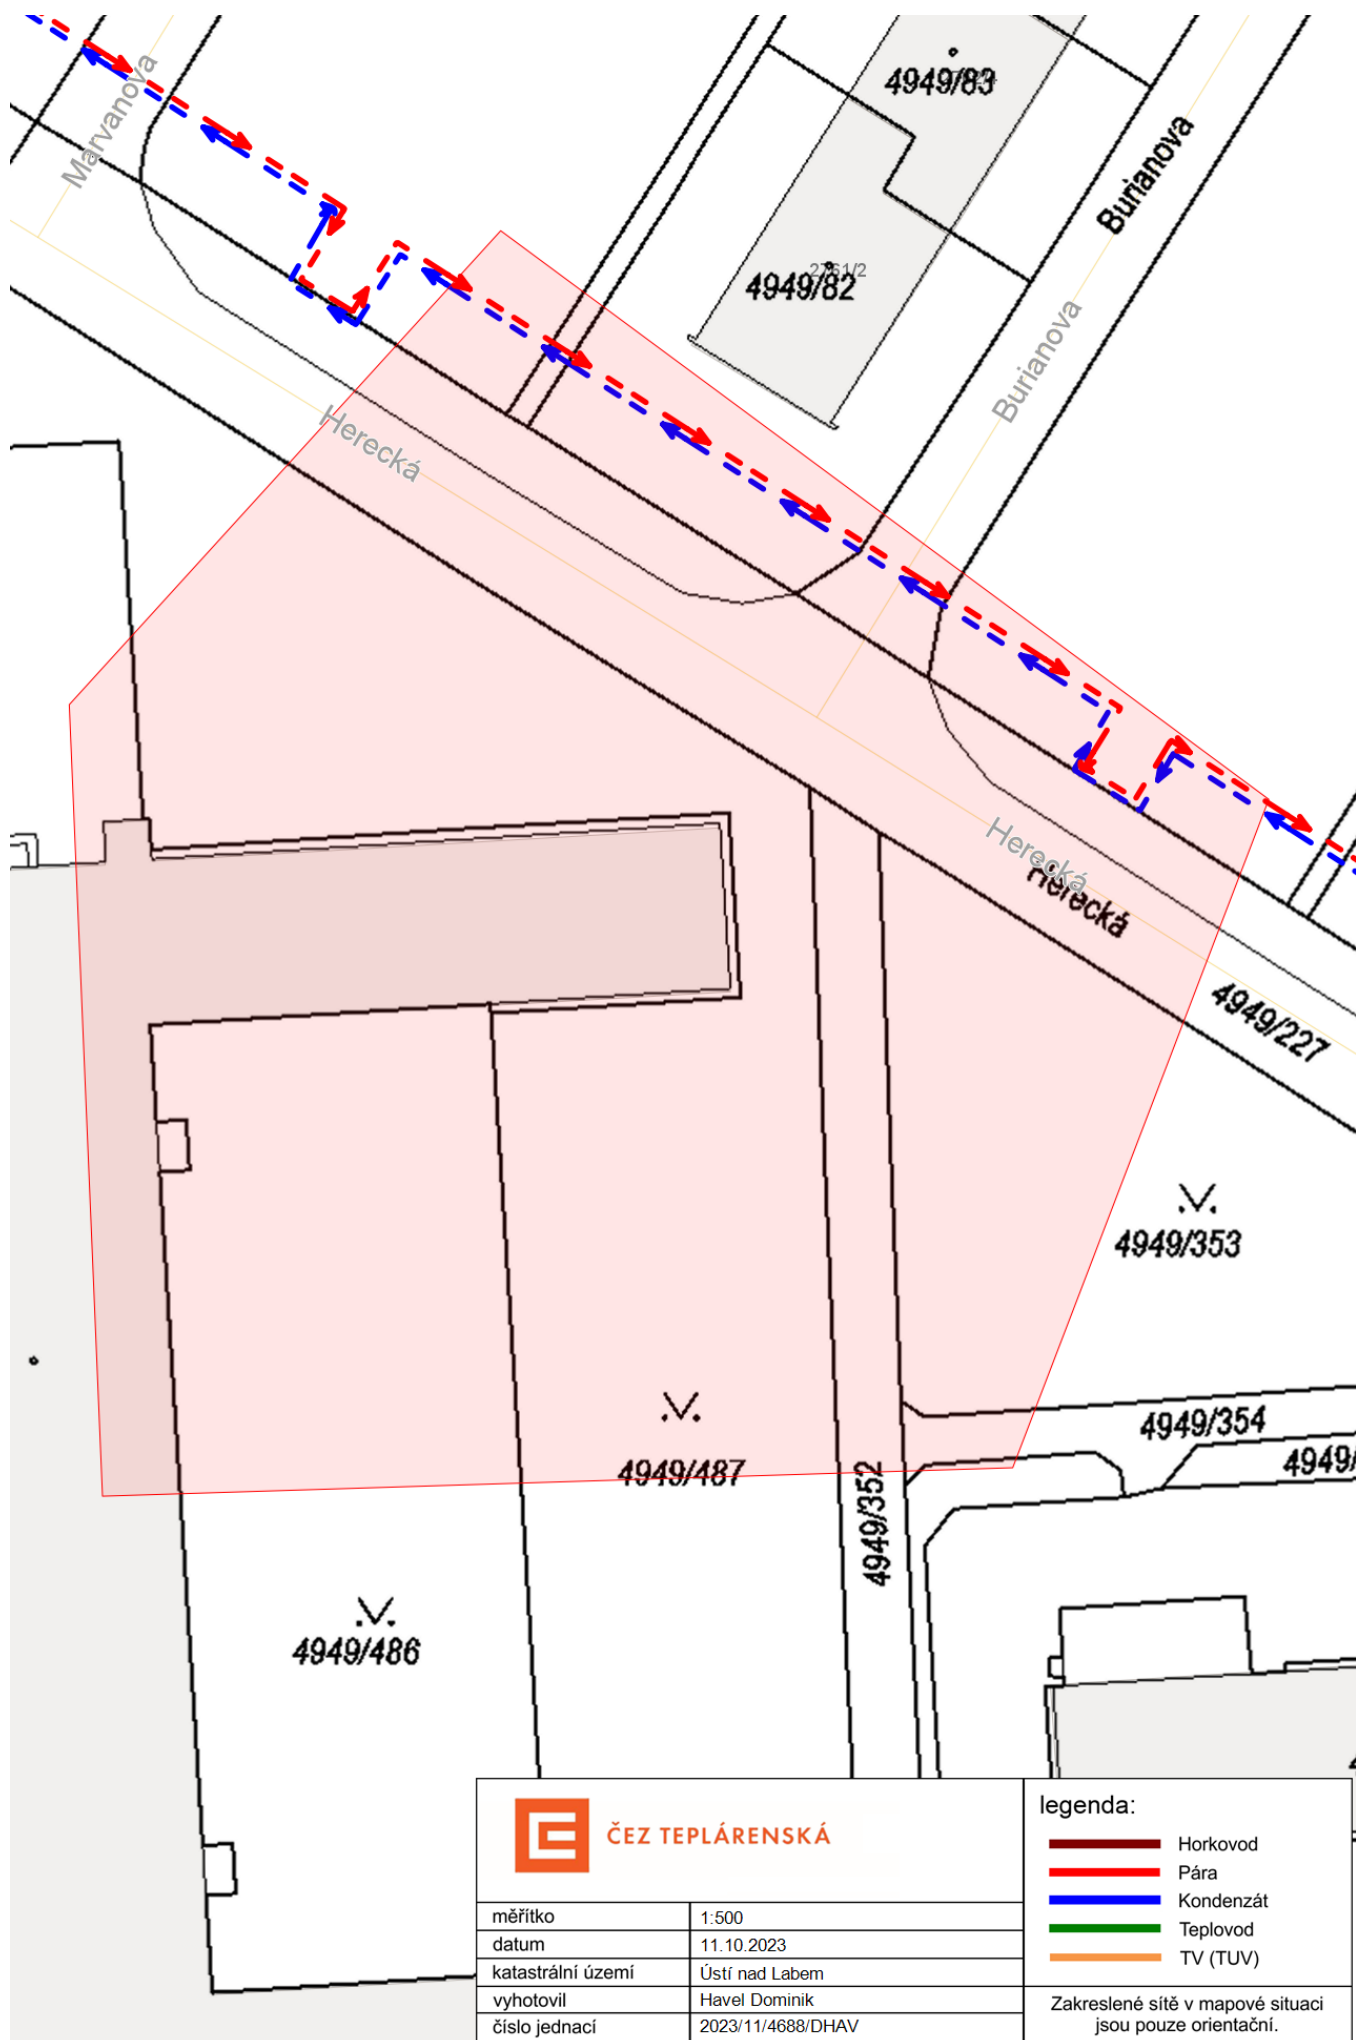 Marvanova
4949/83
Burianova
2761/2
4949/82
Burianova
Herecká
Herecká
Herecká
4949/227
4949/353
4949/354
4949/
4949/487
4949/352
4949/486
ČEZ TEPLÁRENSKÁ
měřítko 1:500
datum 11.10.2023
katastrální území Ústí nad Labem
vyhotovil Havel Dominik
číslo jednací 2023/11/4688/DHAV
legenda:
Horkovod
Pára
Kondenzát
Teplovod
TV (TUV)
Zakreslené sítě v mapové situaci
jsou pouze orientační.